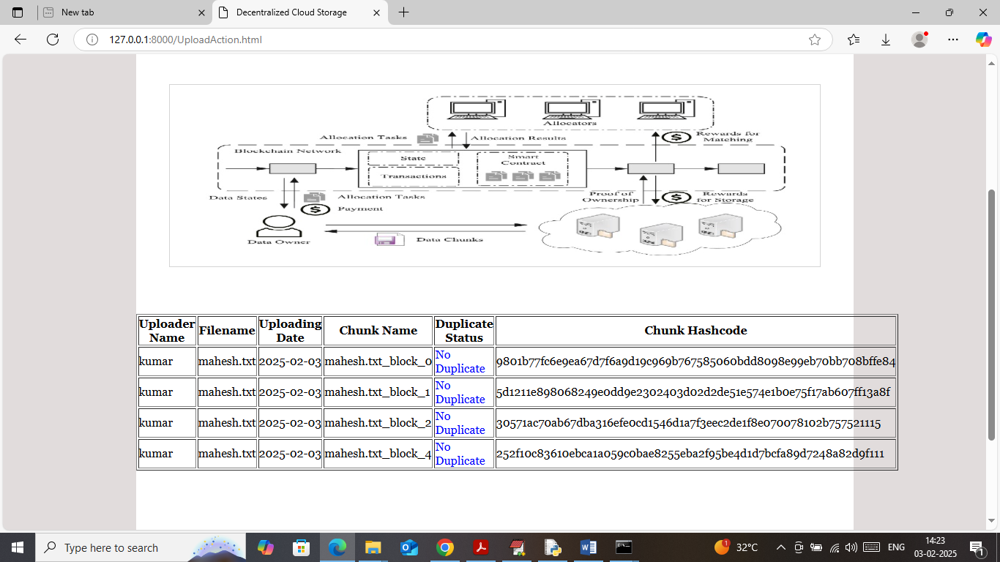 New tab
Decentralized Cloud Storage
127.0.0.1:8000/UploadAction.html
Allocators
Allocation Tasks
Allocation Results
Rewards for
Matching
Blockchain Network
State
Transactions
Smart
Contract
Data States
Allocation Tasks
Payment
Proof of
Ownership
Rewards
for Storage
Data Owner
Data Chunks
Uploader Name Filename Uploading Date Chunk Name Duplicate Status Chunk Hashcode
kumar mahesh.txt 2025-02-03 mahesh.txt_block_0 No Duplicate 9801b77fc6e9ea67d7f6a9d19c969b767585060bdd8098e99eb70bb708bffe84
kumar mahesh.txt 2025-02-03 mahesh.txt_block_1 No Duplicate 5d1211e898068249e0dd9e2302403d02d2de51e574e1b0e75f17ab607ff13a8f
kumar mahesh.txt 2025-02-03 mahesh.txt_block_2 No Duplicate 30571ac70ab67dba316efe0cd1546d1a7f3eec2de1f8e070078102b757521115
kumar mahesh.txt 2025-02-03 mahesh.txt_block_4 No Duplicate 252f10c83610ebca1a059c0bae8255eba2f95be4d1d7bcfa89d7248a82d9f111
Type here to search
1
32°C
ENG
14:23
03-02-2025
1